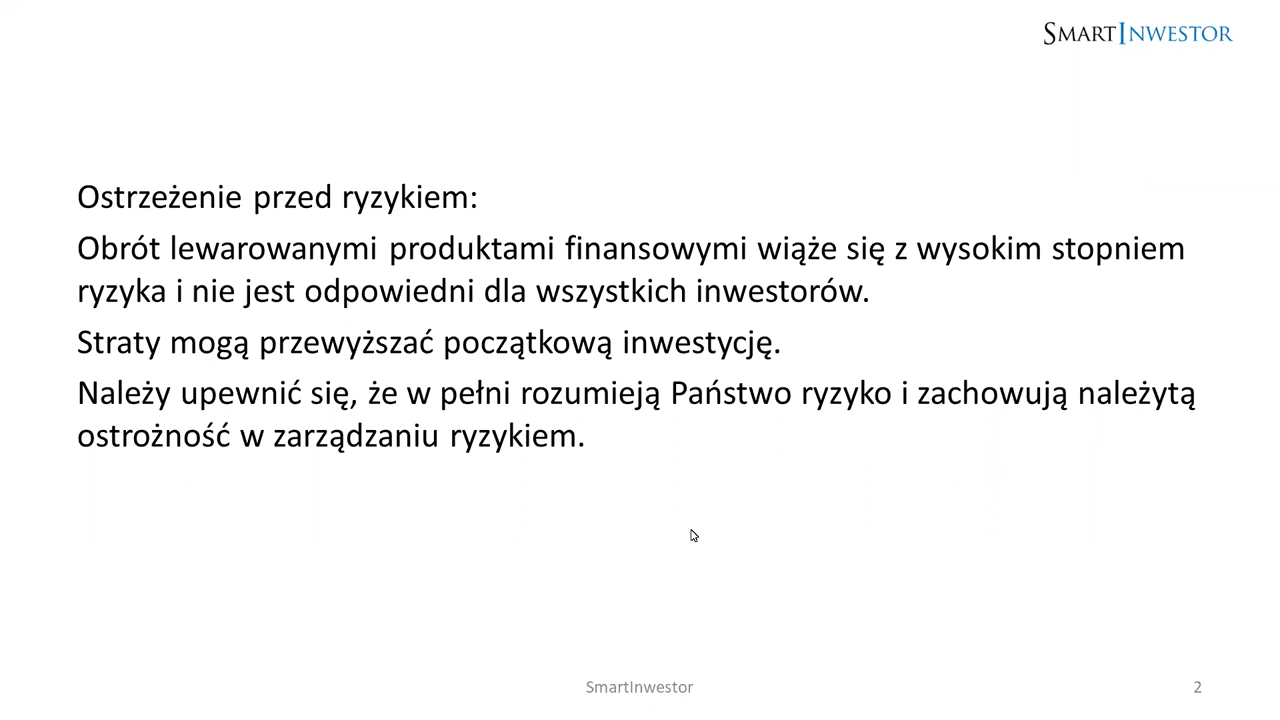 SMARTINWESTOR
Ostrzeżenie przed ryzykiem:
Obrót lewarowanymi produktami finansowymi wiąże się z wysokim stopniem
ryzyka i nie jest odpowiedni dla wszystkich inwestorów.
Straty mogą przewyższać początkową inwestycję.
Należy upewnić się, że w pełni rozumieją Państwo ryzyko i zachowują należytą
ostrożność w zarządzaniu ryzykiem.
SmartInwestor
2